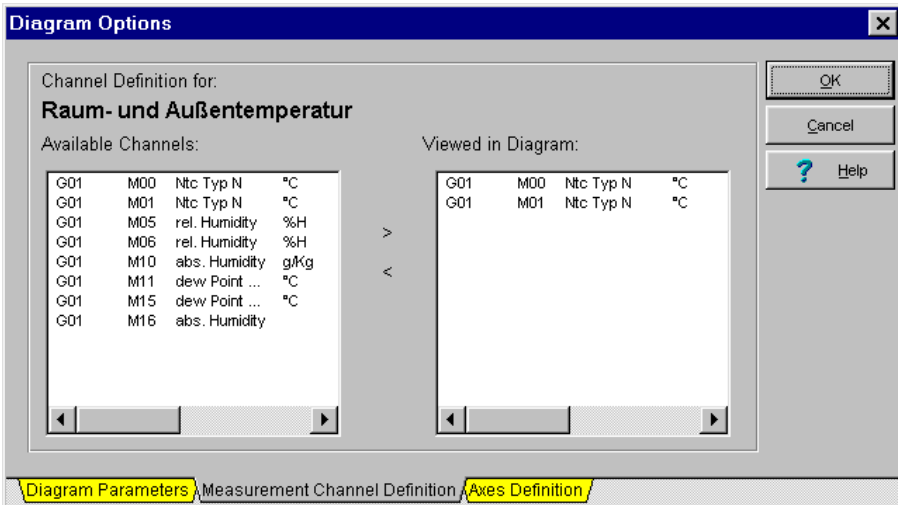 Diagram Options
Channel Definition for:
Raum- und Außentemperatur
Available Channels:
G01 M00 Ntc Typ N °C
G01 M01 Ntc Typ N °C
G01 M05 rel. Humidity %H
G01 M06 rel. Humidity %H
G01 M10 abs. Humidity g/Kg
G01 M11 dew Point ... °C
G01 M15 dew Point ... °C
G01 M16 abs. Humidity
>
<
Viewed in Diagram:
G01 M00 Ntc Typ N °C
G01 M01 Ntc Typ N °C
OK
Cancel
? Help
Diagram Parameters Measurement Channel Definition Axes Definition